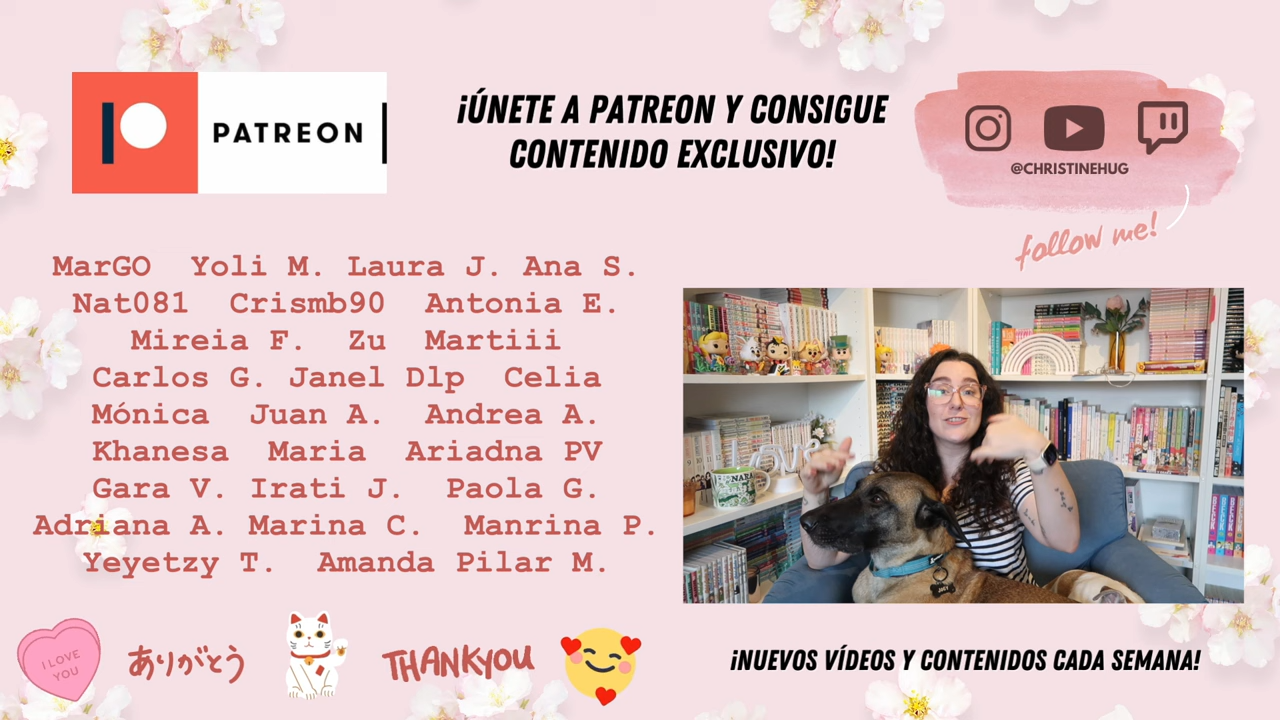 PATREON
¡ÚNETE A PATREON Y CONSIGUE
CONTENIDO EXCLUSIVO!
@CHRISTINEHUG
follow me!
MarGO Yoli M. Laura J. Ana S.
Nat081 Crismb90 Antonia E.
Mireia F. Zu Martiii
Carlos G. Janel Dlp Celia
Mónica Juan A. Andrea A.
Khanesa Maria Ariadna PV
Gara V. Irati J. Paola G.
Adriana A. Marina C. Manrina P.
Yeyetzy T. Amanda Pilar M.
I LOVE
YOU
ありがとう
THANKYOU
¡NUEVOS VÍDEOS Y CONTENIDOS CADA SEMANA!